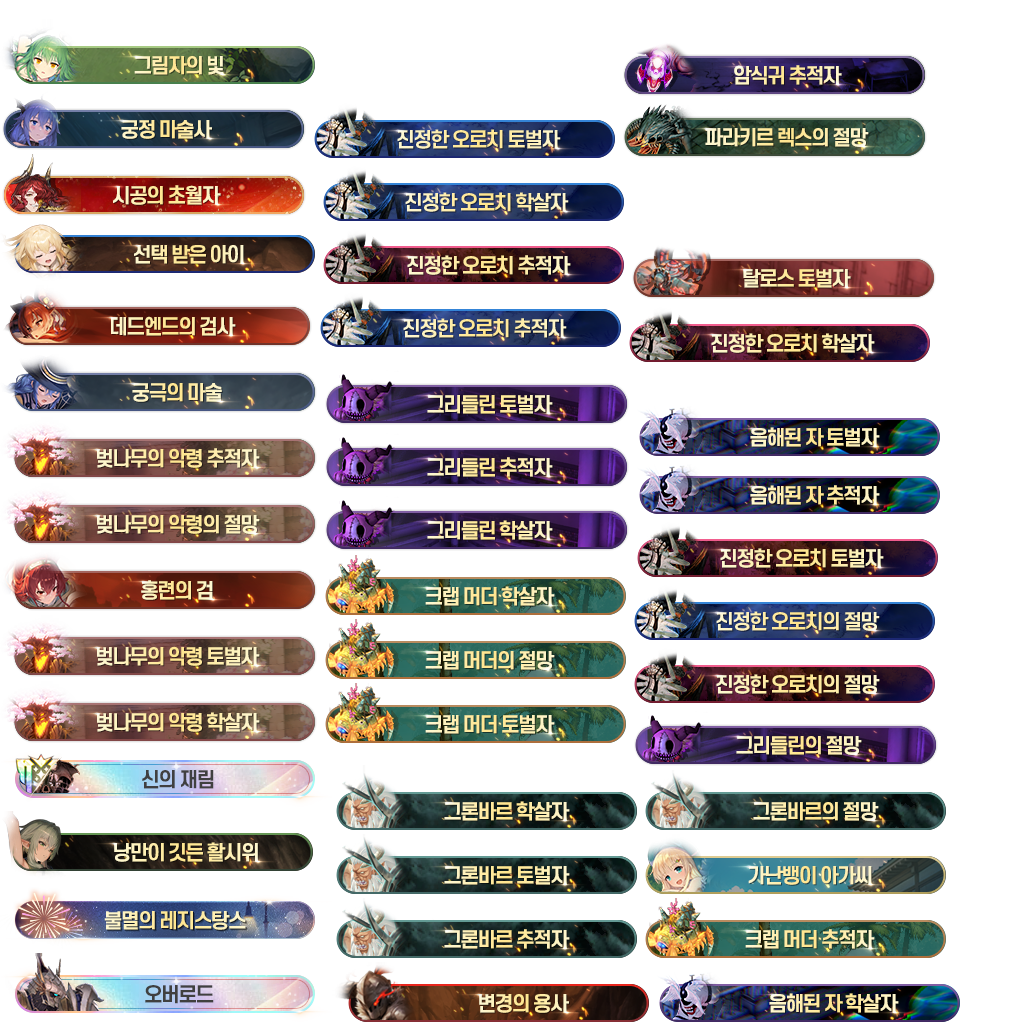 그림자의 빛
궁정 마술사
시공의 초월자
선택 받은 아이
데드엔드의 검사
궁극의 마술
벚나무의 악령 추적자
벚나무의 악령의 절망
홍련의 검
벚나무의 악령 토벌자
벚나무의 악령 학살자
신의 재림
낭만이 깃든 활시위
불멸의 레지스탕스
오버로드
진정한 오로치 토벌자
진정한 오로치 학살자
진정한 오로치 추적자
진정한 오로치 추적자
그리들린 토벌자
그리들린 추적자
그리들린 학살자
크랩 머더 학살자
크랩 머더의 절망
크랩 머더 토벌자
그론바르 학살자
그론바르 토벌자
그론바르 추적자
변경의 용사
암식귀 추적자
파라키르 렉스의 절망
탈로스 토벌자
진정한 오로치 학살자
음해된 자 토벌자
음해된 자 추적자
진정한 오로치 토벌자
진정한 오로치의 절망
진정한 오로치의 절망
그리들린의 절망
그론바르의 절망
가난뱅이 아가씨
크랩 머더 추적자
음해된 자 학살자